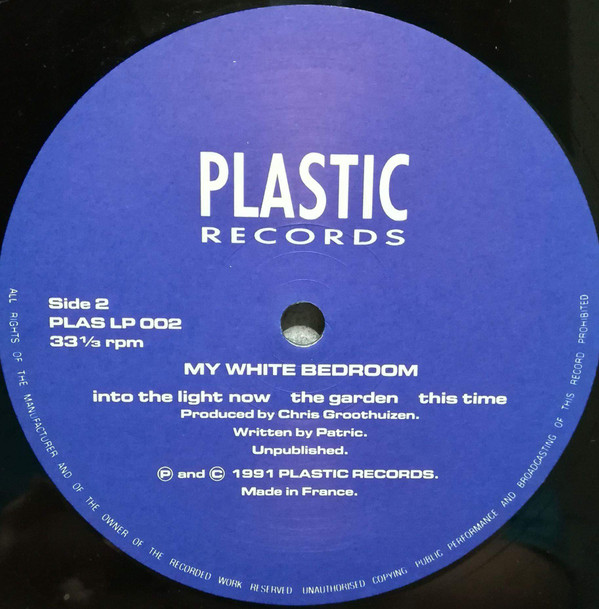 PLASTIC
RECORDS
Side 2
PLAS LP 002
33 1/3 rpm
MY WHITE BEDROOM
into the light now the garden this time
Produced by Chris Groothuizen.
Written by Patric.
Unpublished.
Ⓟ and © 1991 PLASTIC RECORDS.
Made in France.
ALL RIGHTS OF THE MANUFACTURER AND OF THE OWNER OF THE RECORDED WORK RESERVED UNAUTHORISED COPYING PUBLIC PERFORMANCE AND BROADCASTING OF THIS RECORD PROHIBITED